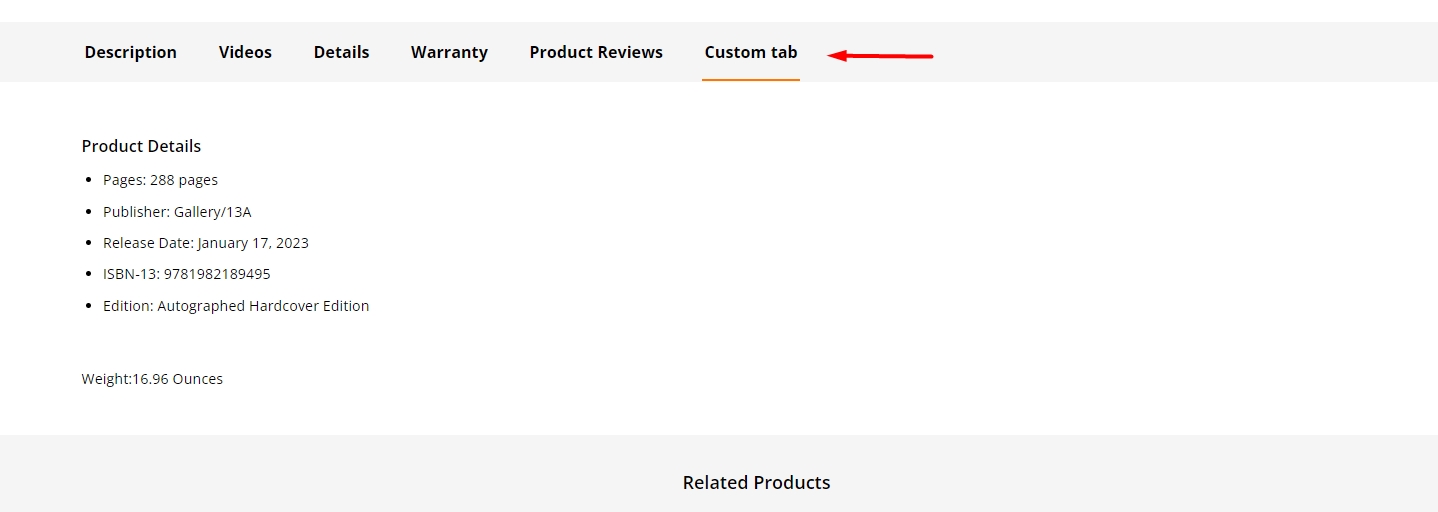 Description Videos Details Warranty Product Reviews Custom tab
Product Details
Pages: 288 pages
Publisher: Gallery/13A
Release Date: January 17, 2023
ISBN-13: 9781982189495
Edition: Autographed Hardcover Edition
Weight:16.96 Ounces
Related Products